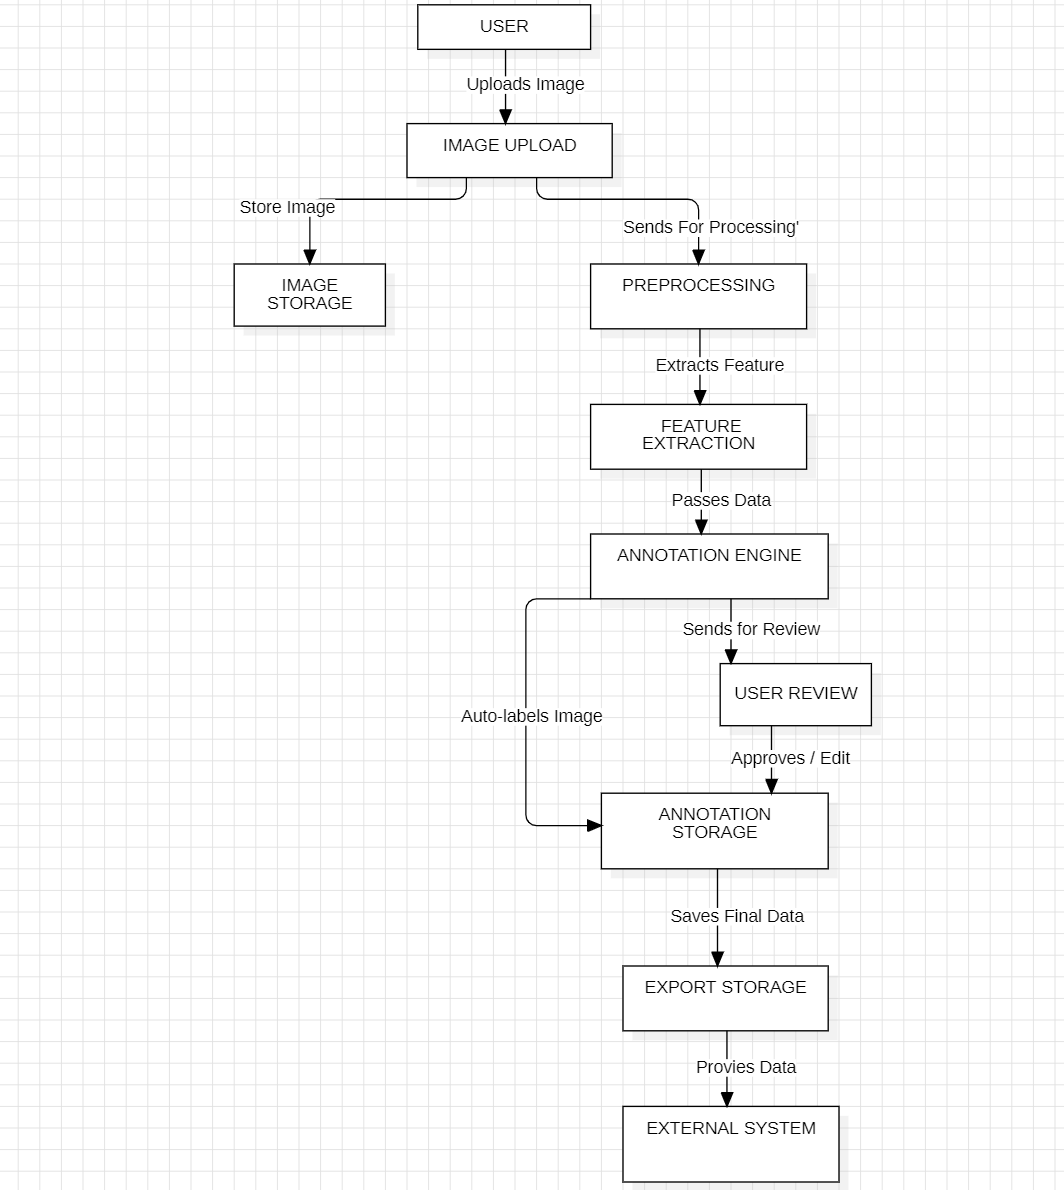 USER
Uploads Image
IMAGE UPLOAD
Store Image
Sends For Processing'
IMAGE
STORAGE
PREPROCESSING
Extracts Feature
FEATURE
EXTRACTION
Passes Data
ANNOTATION ENGINE
Sends for Review
USER REVIEW
Auto-labels Image
Approves / Edit
ANNOTATION
STORAGE
Saves Final Data
EXPORT STORAGE
Provies Data
EXTERNAL SYSTEM